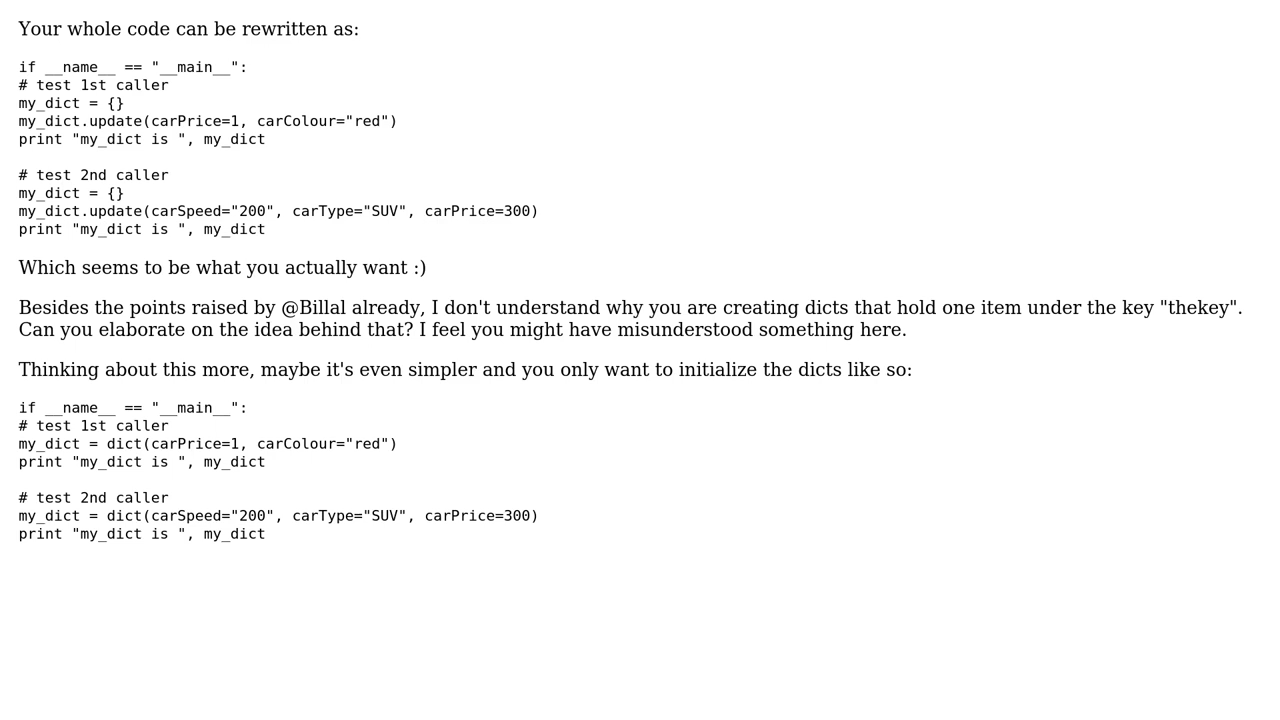 Your whole code can be rewritten as:
if __name__ == "__main__":
# test 1st caller
my_dict = {}
my_dict.update(carPrice=1, carColour="red")
print "my_dict is ", my_dict
# test 2nd caller
my_dict = {}
my_dict.update(carSpeed="200", carType="SUV", carPrice=300)
print "my_dict is ", my_dict
Which seems to be what you actually want :)
Besides the points raised by @Billal already, I don't understand why you are creating dicts that hold one item under the key "thekey".
Can you elaborate on the idea behind that? I feel you might have misunderstood something here.
Thinking about this more, maybe it's even simpler and you only want to initialize the dicts like so:
if __name__ == "__main__":
# test 1st caller
my_dict = dict(carPrice=1, carColour="red")
print "my_dict is ", my_dict
# test 2nd caller
my_dict = dict(carSpeed="200", carType="SUV", carPrice=300)
print "my_dict is ", my_dict